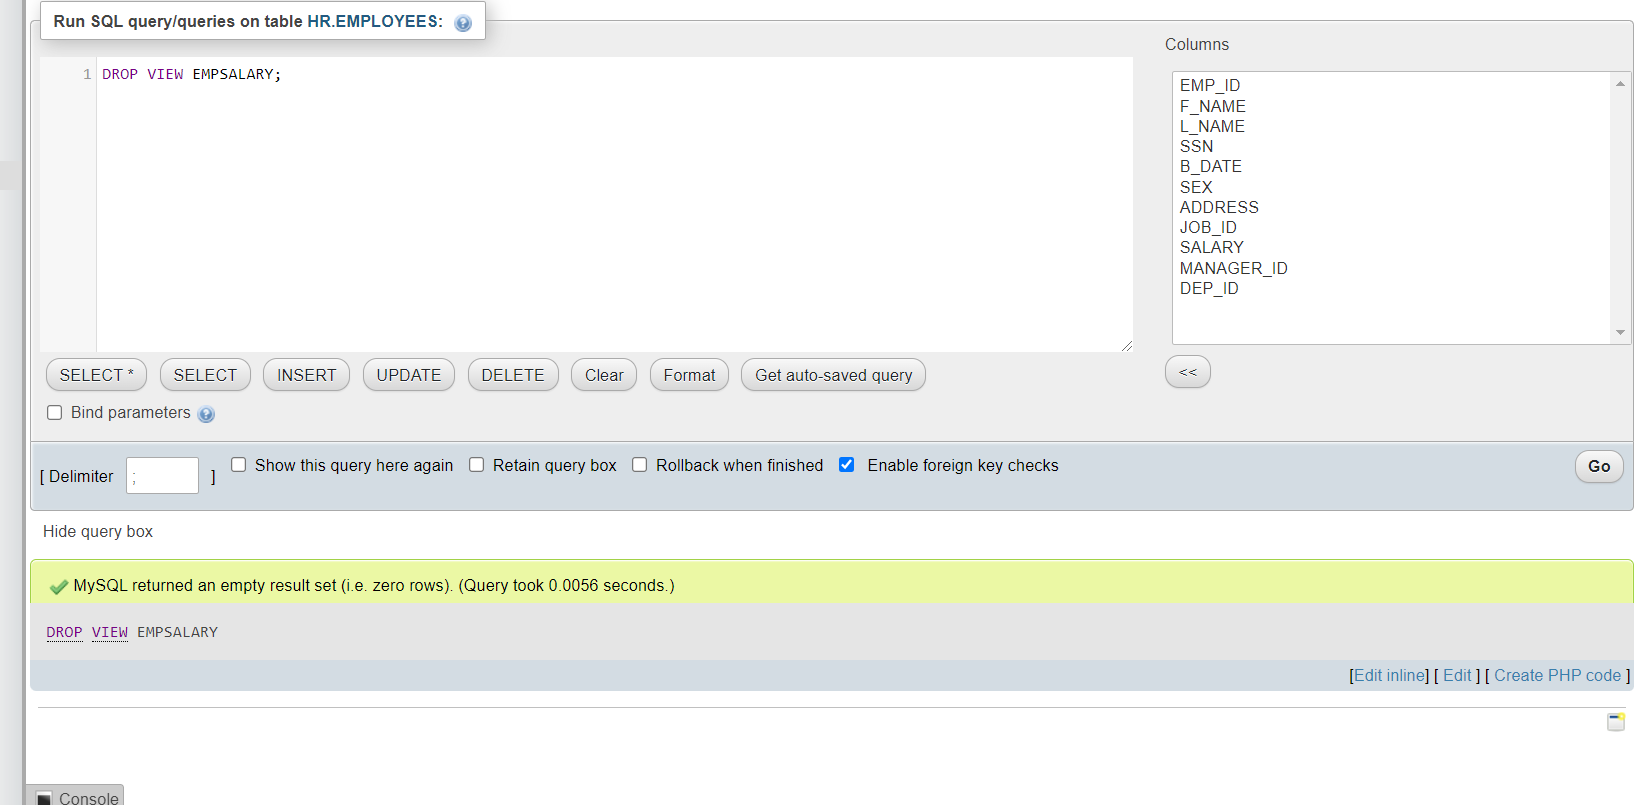 Run SQL query/queries on table HR.EMPLOYEES:
Columns
1 DROP VIEW EMPSALARY;
EMP_ID
F_NAME
L_NAME
SSN
B_DATE
SEX
ADDRESS
JOB_ID
SALARY
MANAGER_ID
DEP_ID
SELECT * SELECT INSERT UPDATE DELETE Clear Format Get auto-saved query <<
Bind parameters
[ Delimiter ; ] Show this query here again Retain query box Rollback when finished Enable foreign key checks Go
Hide query box
MySQL returned an empty result set (i.e. zero rows). (Query took 0.0056 seconds.)
DROP VIEW EMPSALARY
[Edit inline] [ Edit ] [ Create PHP code ]
Console